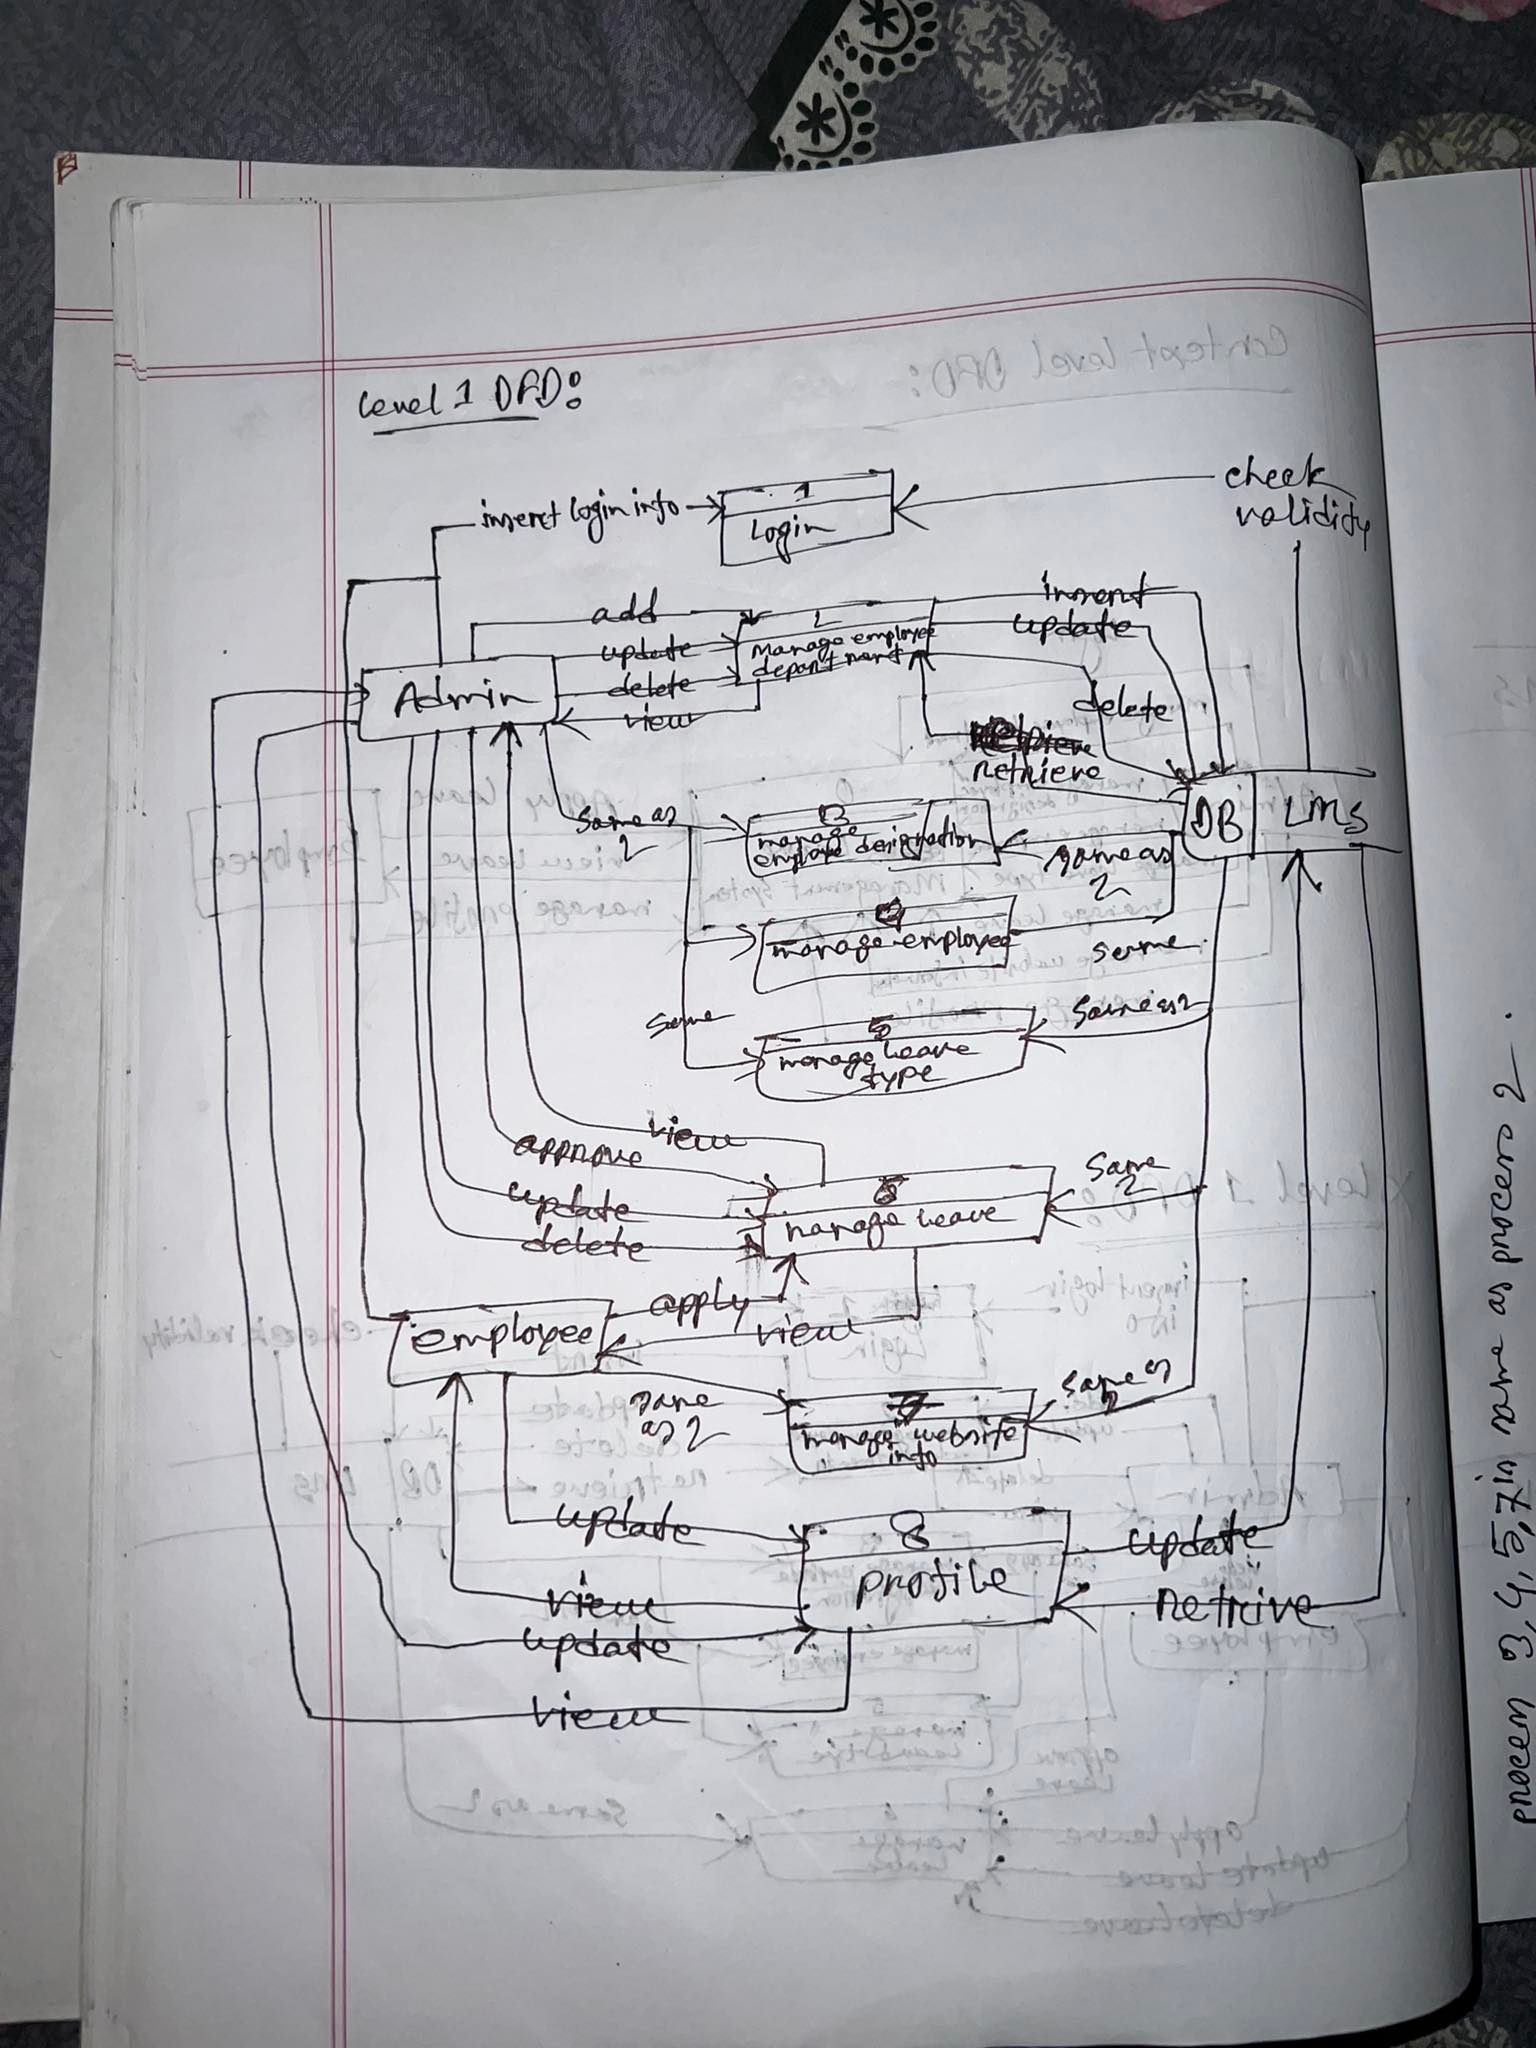 Level 1 DFD:
insert login info
1
Login
check
validity
add
update
delete
view
2
manage employee
department
insert
update
delete
retrieve
Admin
DB
LMS
same as
2
3
manage
employee designation
same as
2
4
manage employee
same
same
5
manage leave
type
same as 2
view
approve
update
delete
6
manage leave
same
2
employee
apply
view
same
as 2
7
manage website
info
same as
2
update
view
update
view
8
profile
update
retrive
process 3, 4, 5, 7 is same as process 2.